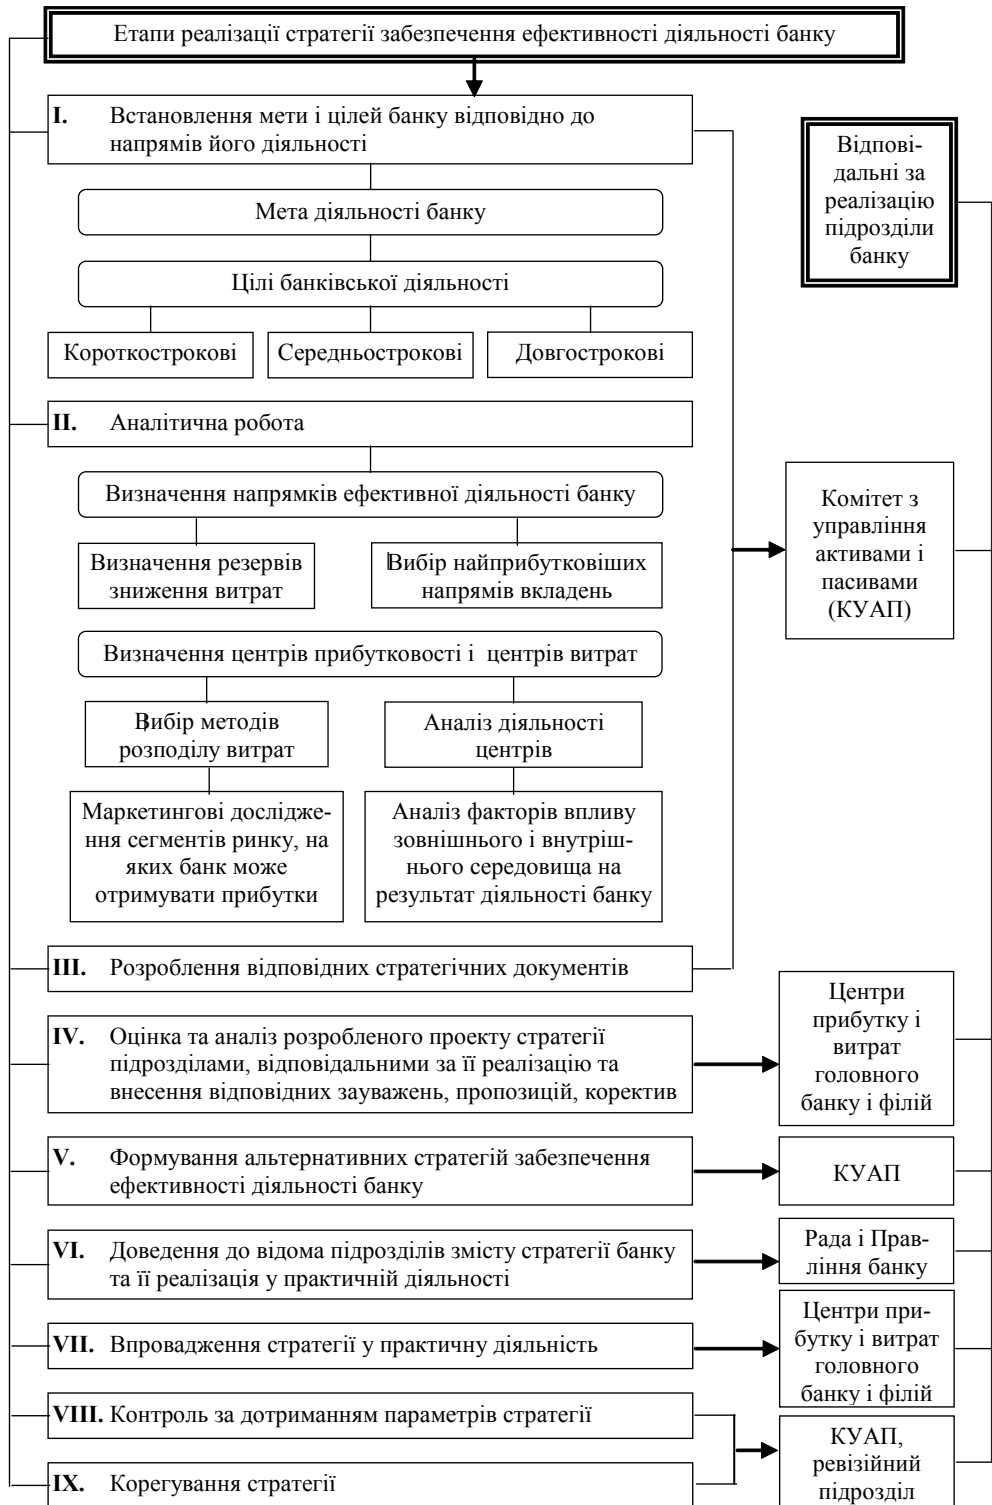 Етапи реалізації стратегії забезпечення ефективності діяльності банку
I. Встановлення мети і цілей банку відповідно до
напрямів його діяльності
Відпові-
дальні за
реалізацію
підрозділи
банку
Мета діяльності банку
Цілі банківської діяльності
Короткострокові
Середньострокові
Довгострокові
II. Аналітична робота
Визначення напрямків ефективної діяльності банку
Визначення резервів
зниження витрат
Вибір найприбутковіших
напрямів вкладень
Комітет з
управління
активами і
пасивами
(КУАП)
Визначення центрів прибутковості і центрів витрат
Вибір методів
розподілу витрат
Аналіз діяльності
центрів
Маркетингові дослідже-
ння сегментів ринку, на
яких банк може
отримувати прибутки
Аналіз факторів впливу
зовнішнього і внутріш-
нього середовища на
результат діяльності банку
III. Розроблення відповідних стратегічних документів
IV. Оцінка та аналіз розробленого проекту стратегії
підрозділами, відповідальними за її реалізацію та
внесення відповідних зауважень, пропозицій, коректив
Центри
прибутку і
витрат
головного
банку і філій
V. Формування альтернативних стратегій забезпечення
ефективності діяльності банку
КУАП
VI. Доведення до відома підрозділів змісту стратегії банку
та її реалізація у практичній діяльності
Рада і Прав-
ління банку
VII. Впровадження стратегії у практичну діяльність
Центри при-
бутку і витрат
головного
банку і філій
VIII. Контроль за дотриманням параметрів стратегії
IX. Корегування стратегії
КУАП,
ревізійний
підрозділ